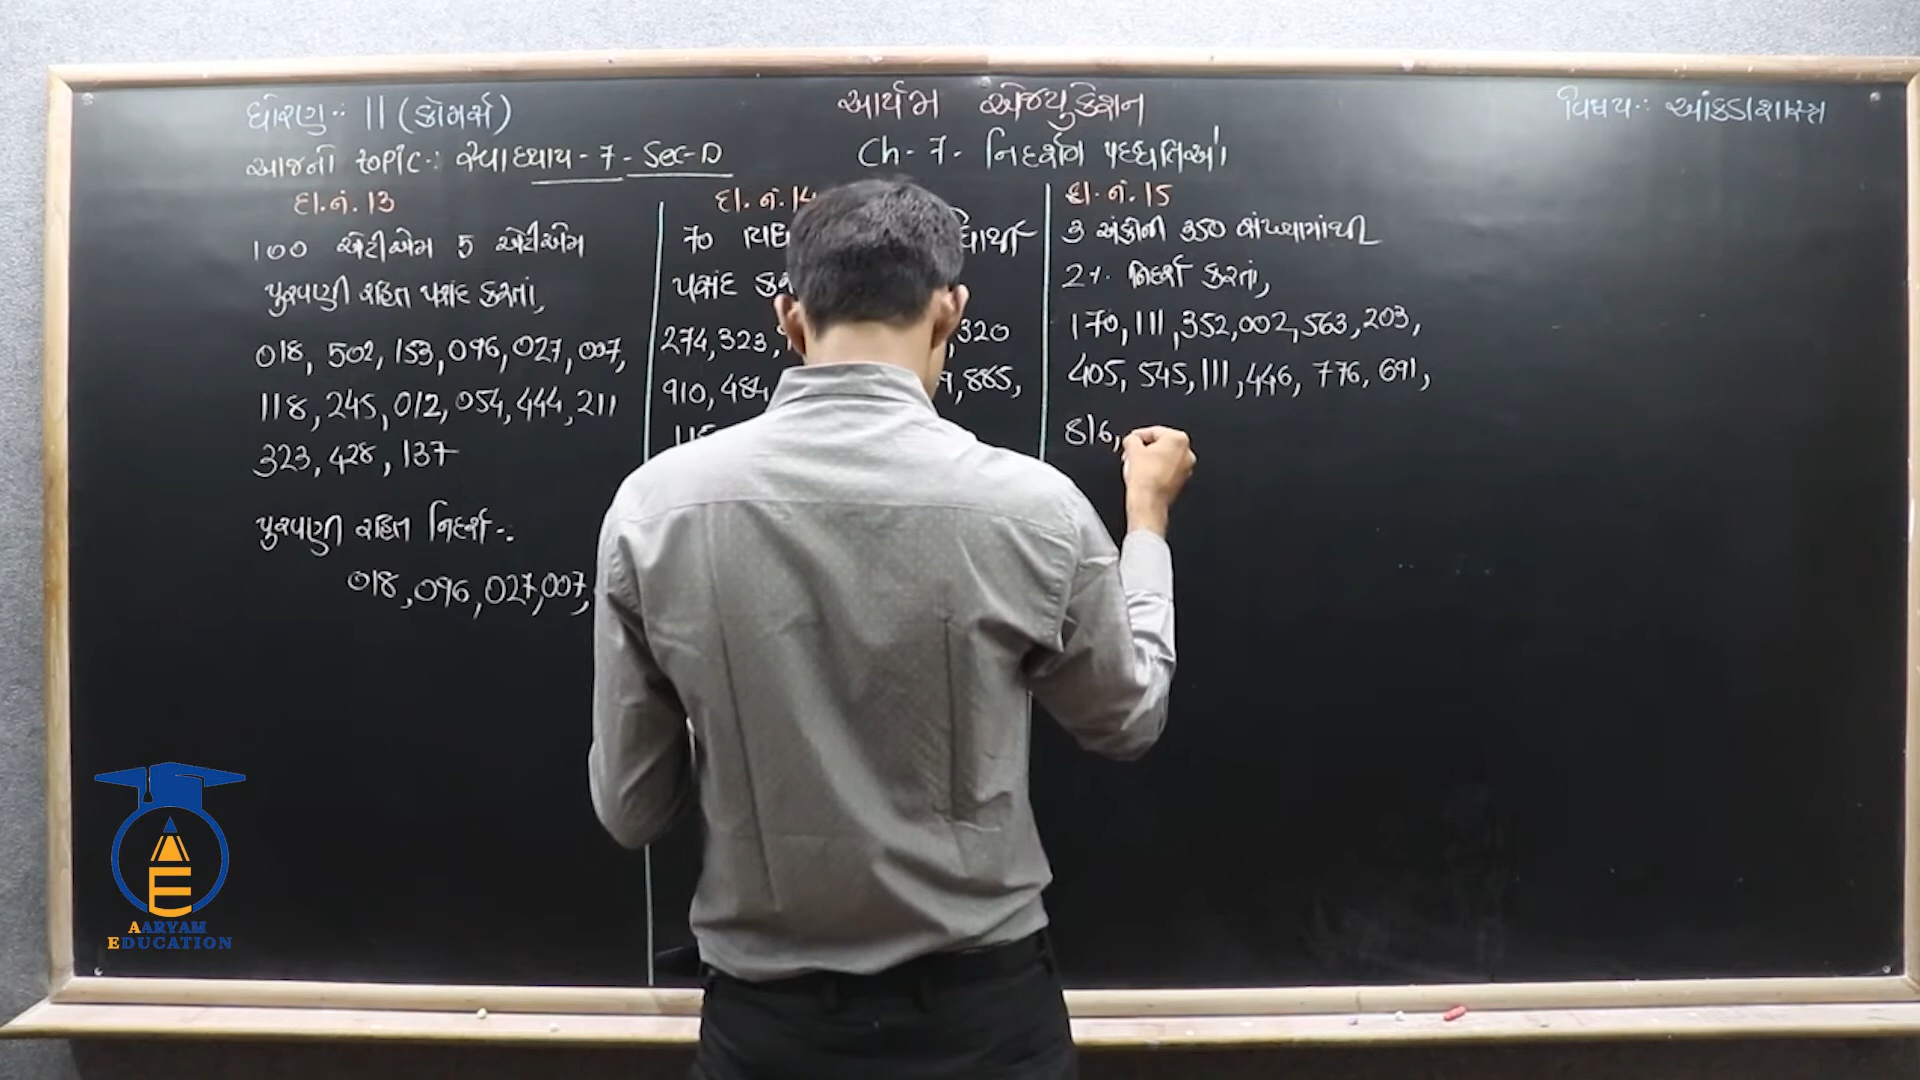 ધોરણ :- 11 (કોમર્સ)
આર્યમ એજ્યુકેશન
વિષય :- આંકડાશાસ્ત્ર
આજનો ટોપિક :- સ્વાધ્યાય - 7 - Sec-D
Ch - 7 - નિદર્શન પદ્ધતિઓ
દા.નં. 13
100 એટીએમ 5 એટીએમ
પુરવણી રહિત પસંદ કરતાં,
018, 502, 153, 096, 027, 007,
118, 245, 012, 054, 444, 211
323, 428, 137
પુરવણી રહિત નિદર્શ :-
018, 096, 027, 007,
દા.નં. 14
70
પસંદ
274, 323, 320
910, 484, 885,
દા.નં. 15
3 અંકોની 350 સંખ્યામાંથી
2% નિદર્શ કરતાં,
170, 111, 352, 002, 563, 203,
405, 545, 111, 446, 776, 691,
816,
AARYAM
EDUCATION